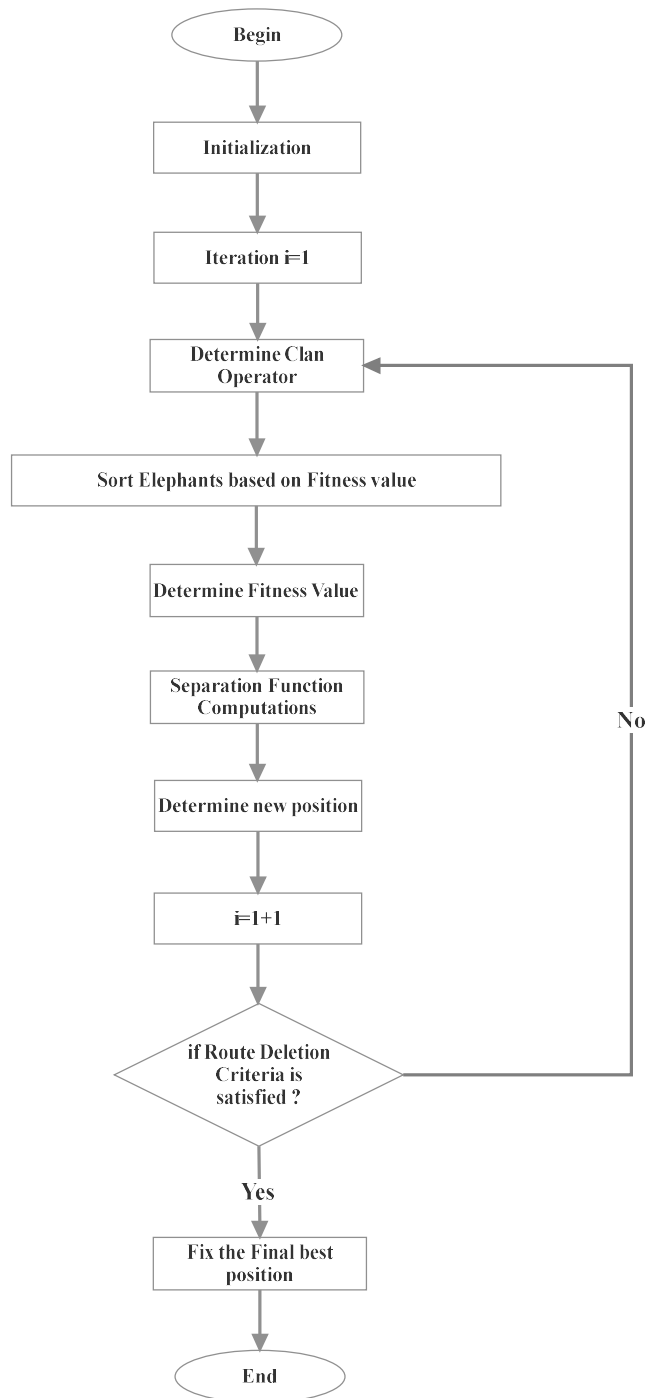 Begin
Initialization
Iteration i=1
Determine Clan
Operator
Sort Elephants based on Fitness value
Determine Fitness Value
Separation Function
Computations
Determine new position
i=1+1
if Route Deletion
Criteria is
satisfied ?
No
Yes
Fix the Final best
position
End